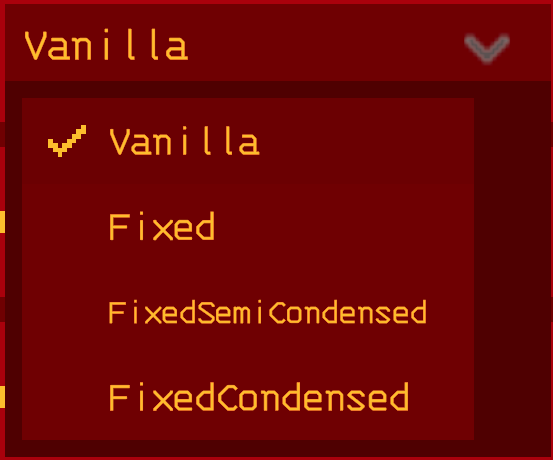 Vanilla
Vanilla
Fixed
FixedSemiCondensed
FixedCondensed